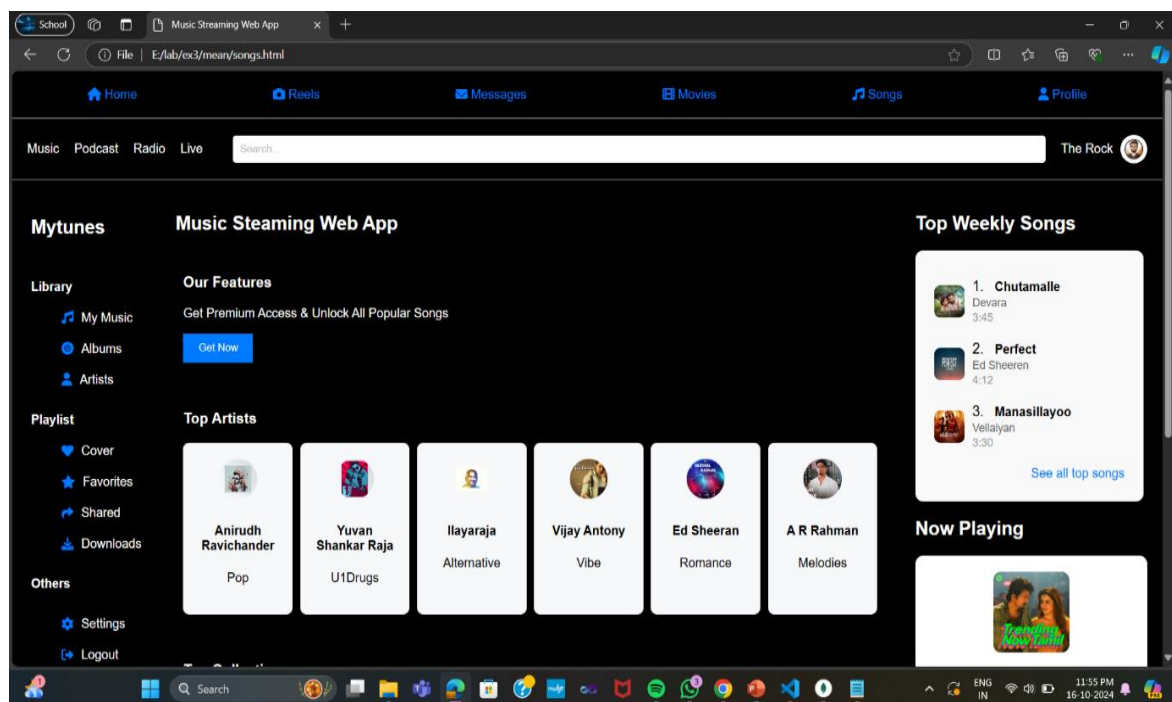 School
Music Streaming Web App
File
E:/lab/ex3/mean/songs.html
Home
Reels
Messages
Movies
Songs
Profile
Music Podcast Radio Live
Search...
The Rock
Mytunes
Library
My Music
Albums
Artists
Playlist
Cover
Favorites
Shared
Downloads
Others
Settings
Logout
Music Steaming Web App
Our Features
Get Premium Access & Unlock All Popular Songs
Get Now
Top Artists
Anirudh
Ravichander
Pop
Yuvan
Shankar Raja
U1Drugs
Ilayaraja
Alternative
Vijay Antony
Vibe
Ed Sheeran
Romance
A R Rahman
Melodies
Top Weekly Songs
1. Chutamalle
Devara
3:45
2. Perfect
Ed Sheeren
4:12
3. Manasillayoo
Vellaiyan
3:30
See all top songs
Now Playing
Trending
Now Tamil
Search
ENG
IN
11:55 PM
16-10-2024